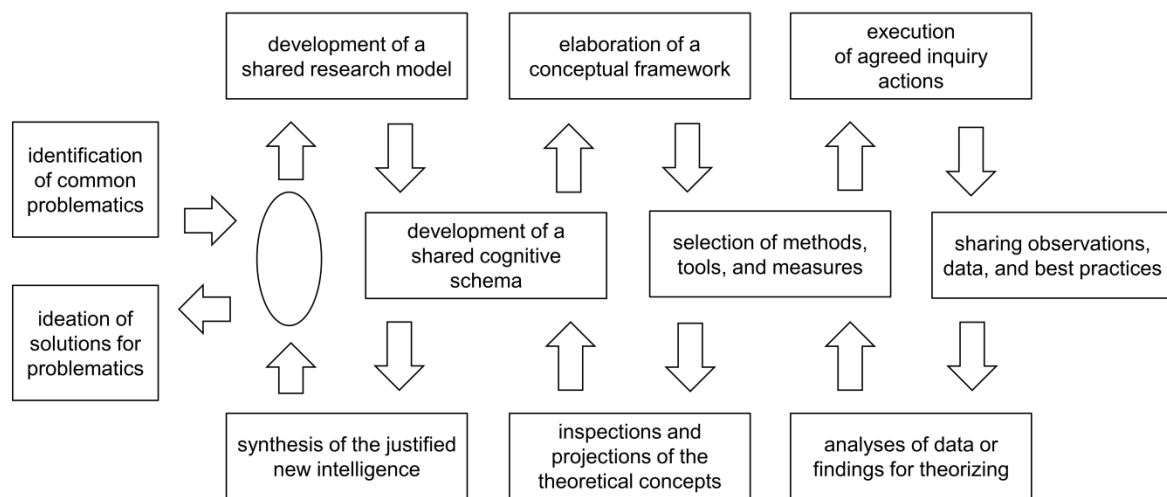 development of a
shared research model
elaboration of a
conceptual framework
execution
of agreed inquiry
actions
identification
of common
problematics
development of a
shared cognitive
schema
selection of methods,
tools, and measures
sharing observations,
data, and best practices
ideation of
solutions for
problematics
synthesis of the justified
new intelligence
inspections and
projections of the
theoretical concepts
analyses of data or
findings for theorizing